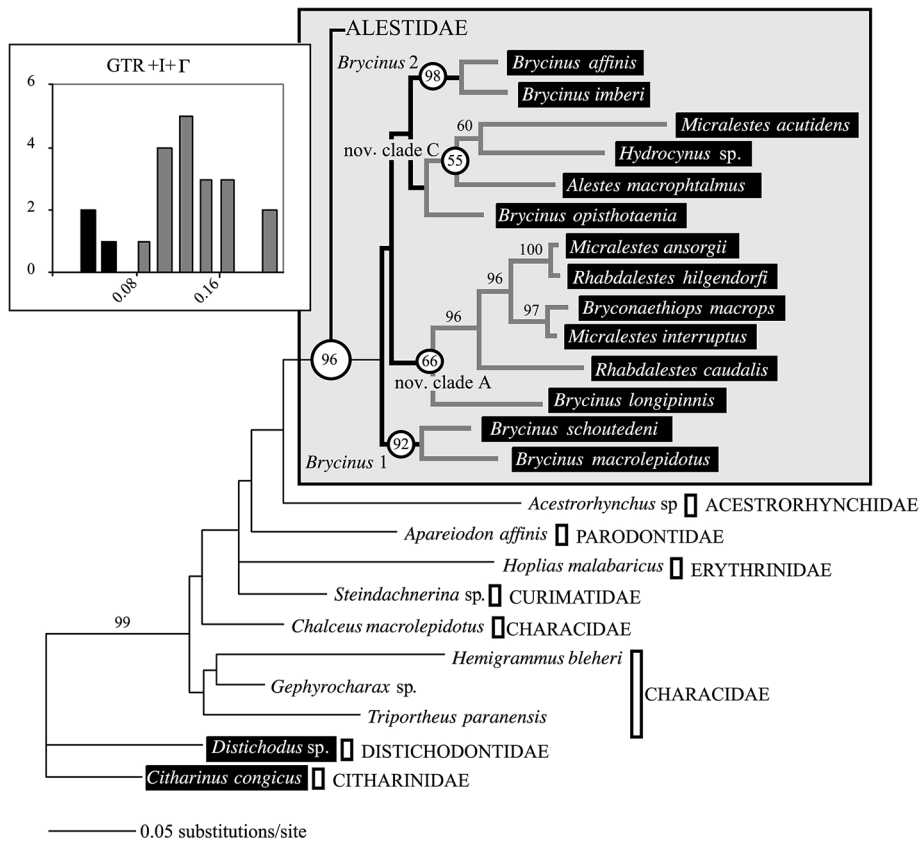 ALESTIDAE
GTR +I+Γ
6
4
2
0
0.08
0.16
Brycinus 2
98
Brycinus affinis
Brycinus imberi
nov. clade C
60
55
Micralestes acutidens
Hydrocynus sp.
Alestes macrophtalmus
Brycinus opisthotaenia
100
Micralestes ansorgii
Rhabdalestes hilgendorfi
96
97
Bryconaethiops macrops
Micralestes interruptus
96
Rhabdalestes caudalis
66
nov. clade A
Brycinus longipinnis
96
Brycinus 1
92
Brycinus schoutedeni
Brycinus macrolepidotus
Acestrorhynchus sp ACESTRORHYNCHIDAE
Apareiodon affinis PARODONTIDAE
Hoplias malabaricus ERYTHRINIDAE
Steindachnerina sp. CURIMATIDAE
99
Chalceus macrolepidotus CHARACIDAE
Hemigrammus bleheri
Gephyrocharax sp.
CHARACIDAE
Triportheus paranensis
Distichodus sp. DISTICHODONTIDAE
Citharinus congicus CITHARINIDAE
0.05 substitutions/site